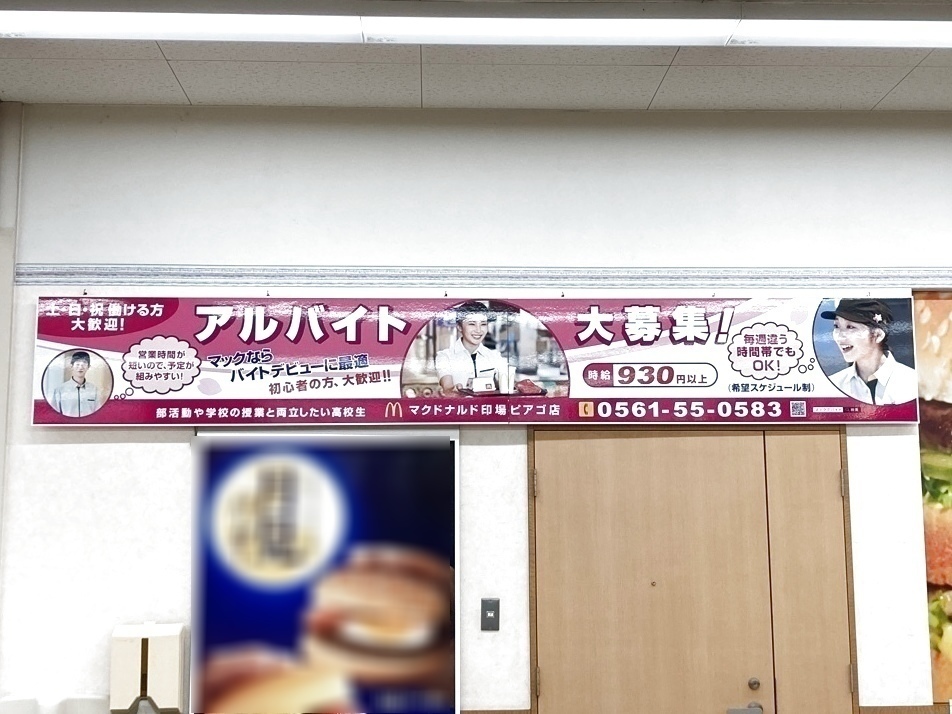 土・日・祝 働ける方
大歓迎!
アルバイト 大募集!
営業時間が
短いので、予定が
組みやすい!
マックなら
バイトデビューに最適
初心者の方、大歓迎!!
時給 930円以上
毎週違う
時間帯でも
OK!
(希望スケジュール制)
部活動や学校の授業と両立したい高校生
マクドナルド印場ピアゴ店
0561-55-0583